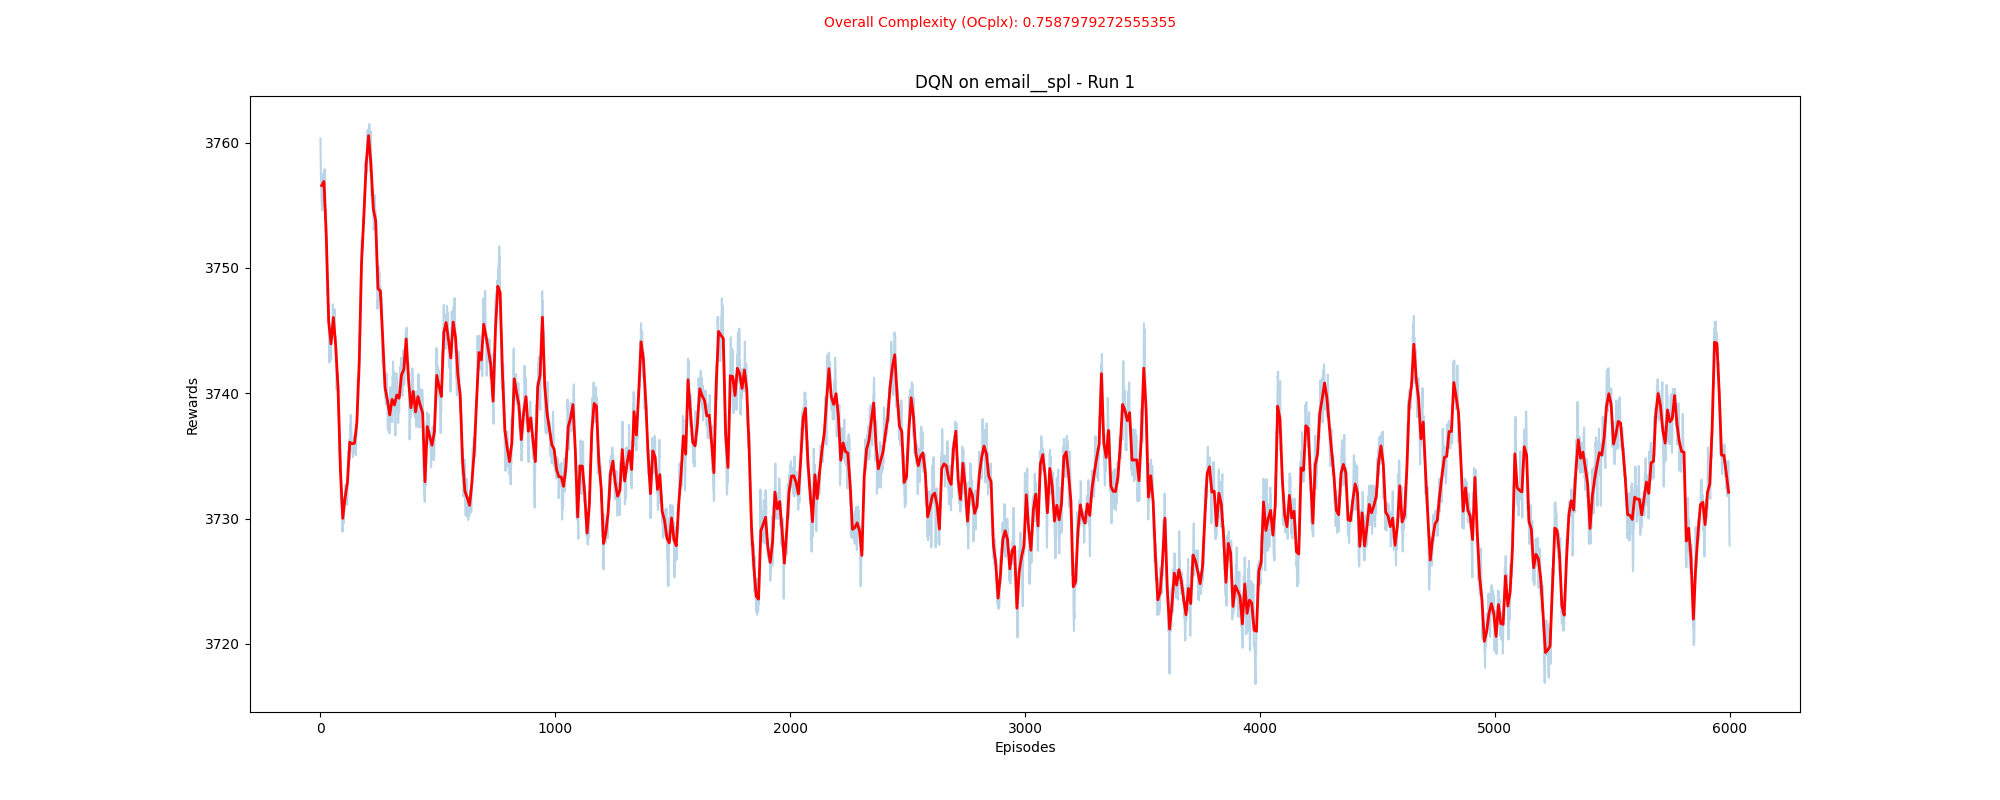 Overall Complexity (OCplx): 0.7587979272555355
DQN on email__spl - Run 1
3760
3750
3740
3730
3720
Rewards
0 1000 2000 3000 4000 5000 6000
Episodes